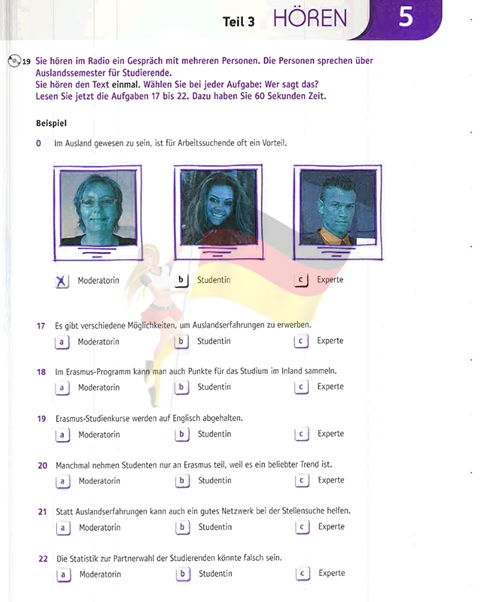 Teil 3 HÖREN 5
19 Sie hören im Radio ein Gespräch mit mehreren Personen. Die Personen sprechen über
Auslandssemester für Studierende.
Sie hören den Text einmal. Wählen Sie bei jeder Aufgabe: Wer sagt das?
Lesen Sie jetzt die Aufgaben 17 bis 22. Dazu haben Sie 60 Sekunden Zeit.
Beispiel
0 Im Ausland gewesen zu sein, ist für Arbeitssuchende oft ein Vorteil.
X Moderatorin b Studentin c Experte
17 Es gibt verschiedene Möglichkeiten, um Auslandserfahrungen zu erwerben.
a Moderatorin b Studentin c Experte
18 Im Erasmus-Programm kann man auch Punkte für das Studium im Inland sammeln.
a Moderatorin b Studentin c Experte
19 Erasmus-Studienkurse werden auf Englisch abgehalten.
a Moderatorin b Studentin c Experte
20 Manchmal nehmen Studenten nur an Erasmus teil, weil es ein beliebter Trend ist.
a Moderatorin b Studentin c Experte
21 Statt Auslandserfahrungen kann auch ein gutes Netzwerk bei der Stellensuche helfen.
a Moderatorin b Studentin c Experte
22 Die Statistik zur Partnerwahl der Studierenden könnte falsch sein.
a Moderatorin b Studentin c Experte